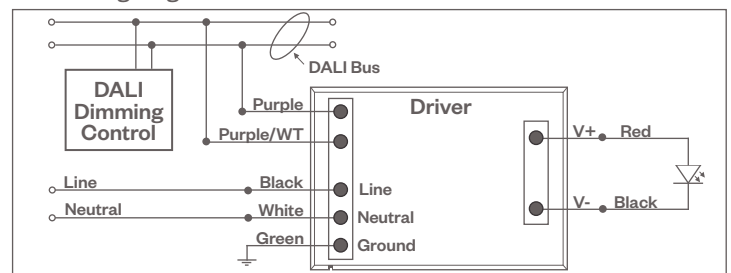 DALI Bus
DALI
Dimming
Control
Driver
Purple
Purple/WT
V+ Red
Line Black Line
V- Black
Neutral White Neutral
Green Ground